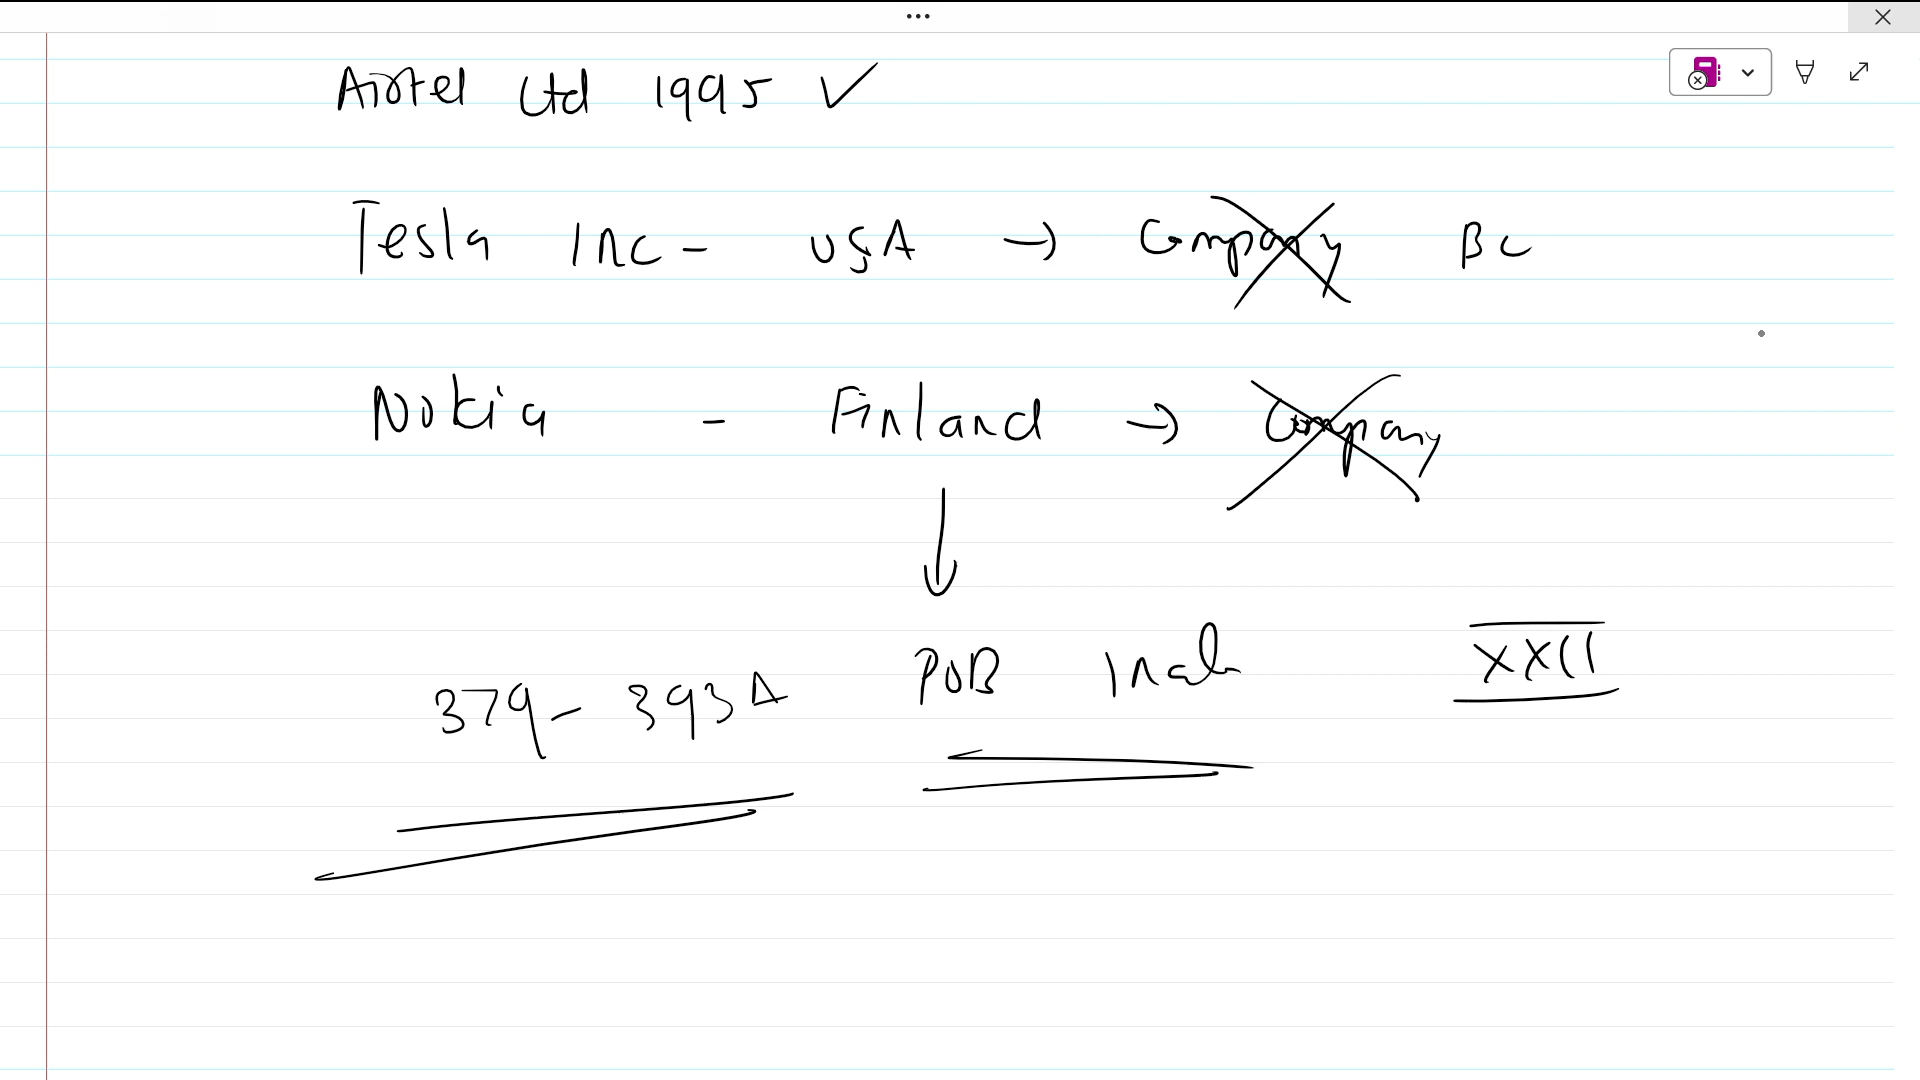 Airtel Ltd 1995 ✓
Tesla Inc - USA → Company BC
Nokia - Finland → Company
↓
379 - 393A POB India XXII